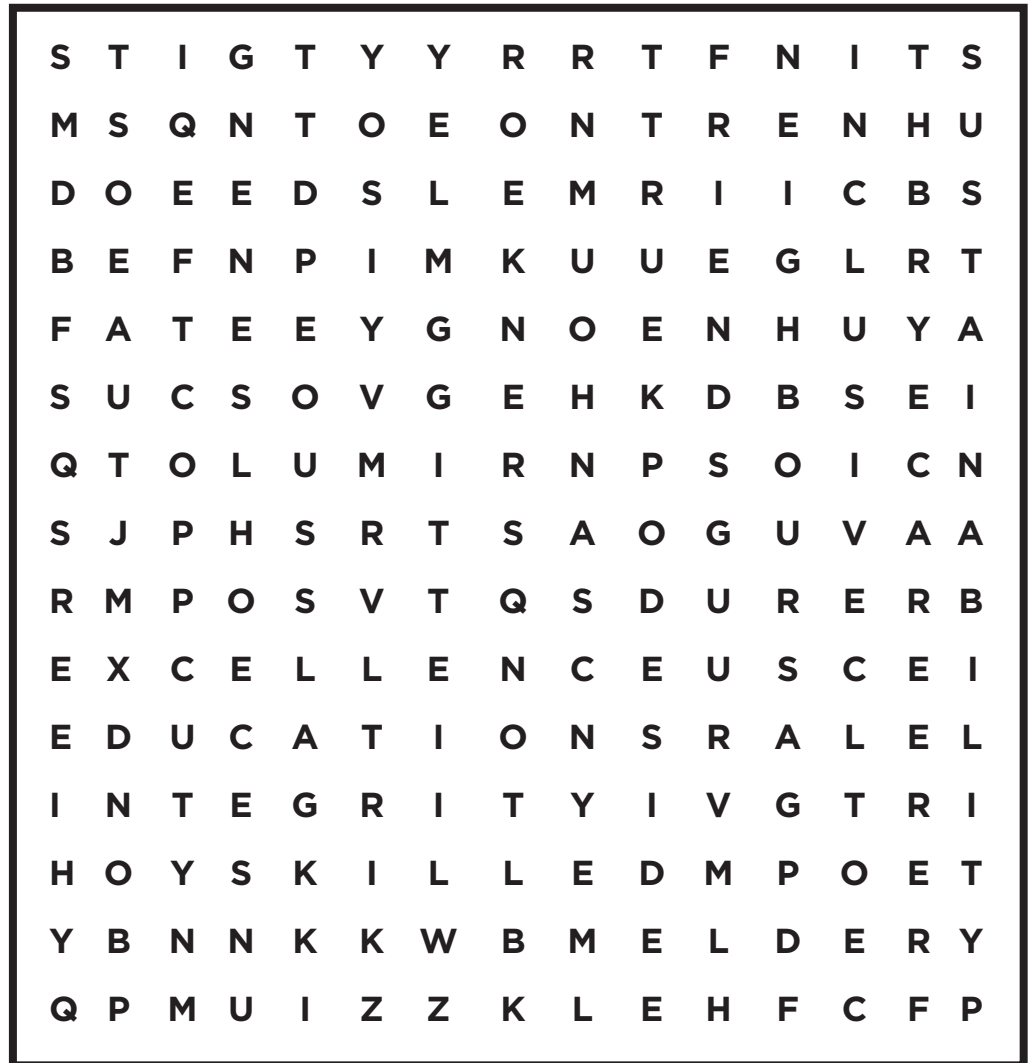 S T I G T Y Y R R T F N I T S
M S Q N T O E O N T R E N H U
D O E E D S L E M R I I C B S
B E F N P I M K U U E G L R T
F A T E E Y G N O E N H U Y A
S U C S O V G E H K D B S E I
Q T O L U M I R N P S O I C N
S J P H S R T S A O G U V A A
R M P O S V T Q S D U R E R B
E X C E L L E N C E U S C E I
E D U C A T I O N S R A L E L
I N T E G R I T Y I V G T R I
H O Y S K I L L E D M P O E T
Y B N N K K W B M E L D E R Y
Q P M U I Z Z K L E H F C F P